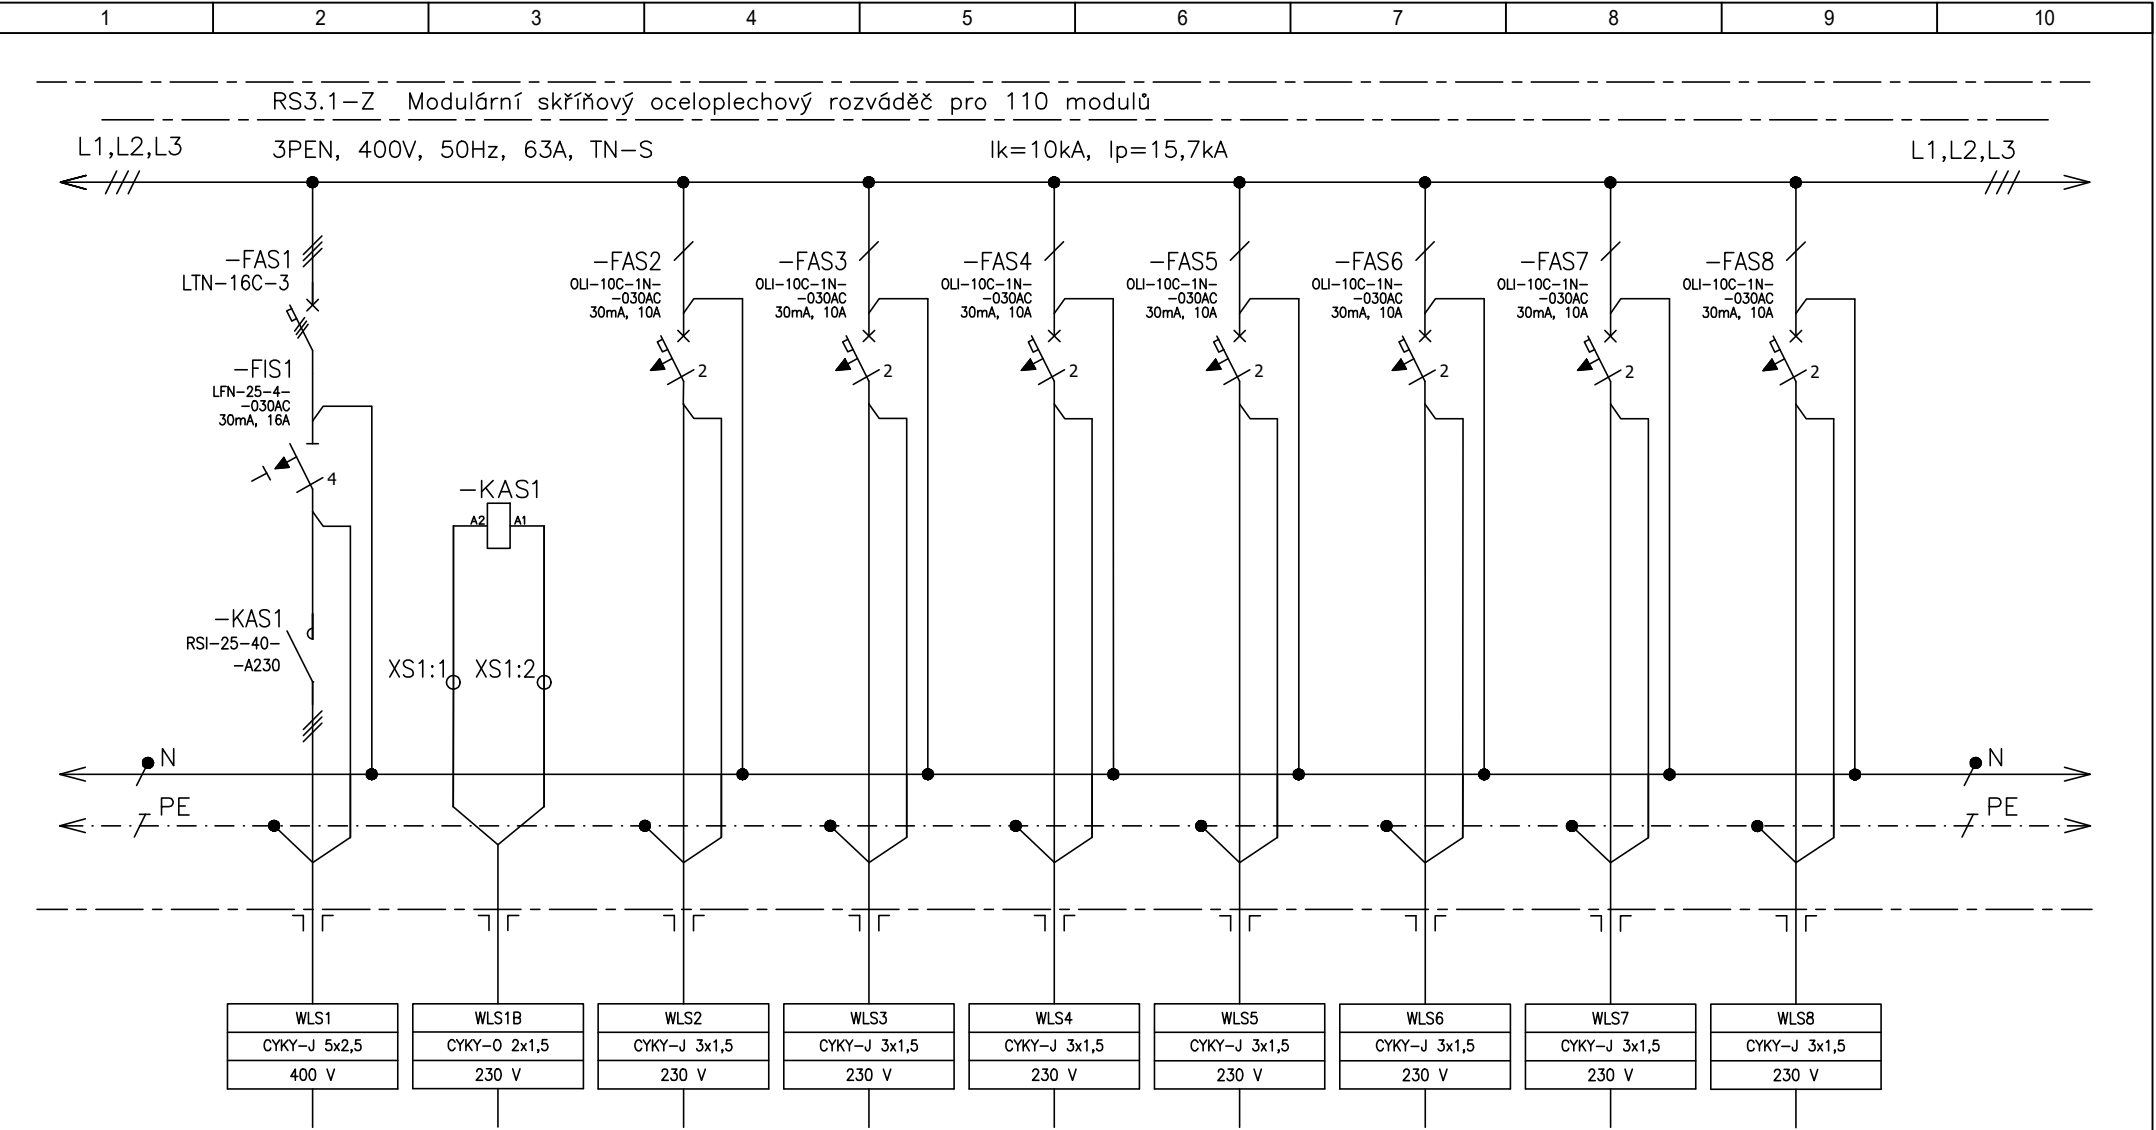 1 2 3 4 5 6 7 8 9 10
RS3.1-Z Modulární skříňový oceloplechový rozváděč pro 110 modulů
L1,L2,L3 3PEN, 400V, 50Hz, 63A, TN-S Ik=10kA, Ip=15,7kA L1,L2,L3
-FAS1
LTN-16C-3
-FIS1
LFN-25-4-
-030AC
30mA, 16A
4
-KAS1
RSI-25-40-
-A230
-KAS1
A2 A1
XS1:1 XS1:2
-FAS2
OLI-10C-1N-
-030AC
30mA, 10A
2
-FAS3
OLI-10C-1N-
-030AC
30mA, 10A
2
-FAS4
OLI-10C-1N-
-030AC
30mA, 10A
2
-FAS5
OLI-10C-1N-
-030AC
30mA, 10A
2
-FAS6
OLI-10C-1N-
-030AC
30mA, 10A
2
-FAS7
OLI-10C-1N-
-030AC
30mA, 10A
2
-FAS8
OLI-10C-1N-
-030AC
30mA, 10A
2
N N
PE PE
WLS1 WLS1B WLS2 WLS3 WLS4 WLS5 WLS6 WLS7 WLS8
CYKY-J 5x2,5 CYKY-O 2x1,5 CYKY-J 3x1,5 CYKY-J 3x1,5 CYKY-J 3x1,5 CYKY-J 3x1,5 CYKY-J 3x1,5 CYKY-J 3x1,5 CYKY-J 3x1,5
400 V 230 V 230 V 230 V 230 V 230 V 230 V 230 V 230 V